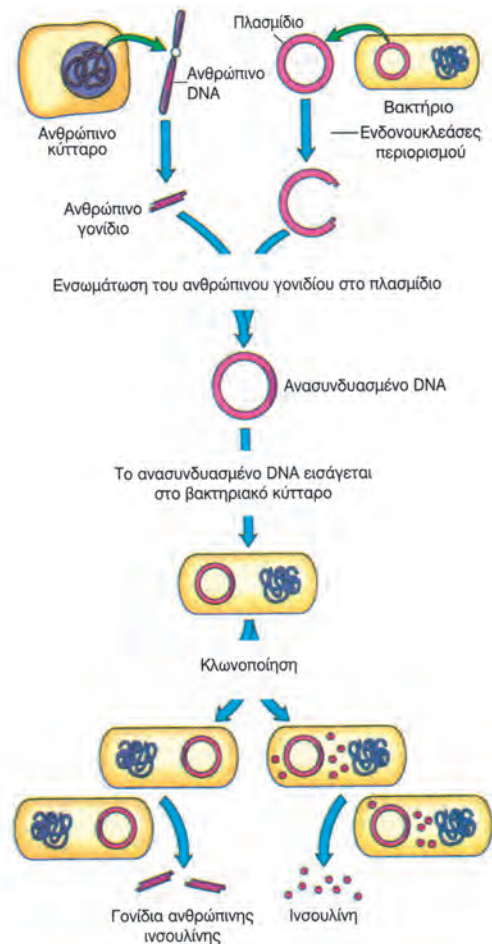 Πλασμίδιο
Ανθρώπινο
DNA
Βακτήριο
Ανθρώπινο
κύτταρο
Ενδονουκλεάσες
περιορισμού
Ανθρώπινο
γονίδιο
Ενσωμάτωση του ανθρώπινου γονιδίου στο πλασμίδιο
Ανασυνδυασμένο DNA
Το ανασυνδυασμένο DNA εισάγεται
στο βακτηριακό κύτταρο
Κλωνοποίηση
Γονίδια ανθρώπινης
ινσουλίνης
Ινσουλίνη